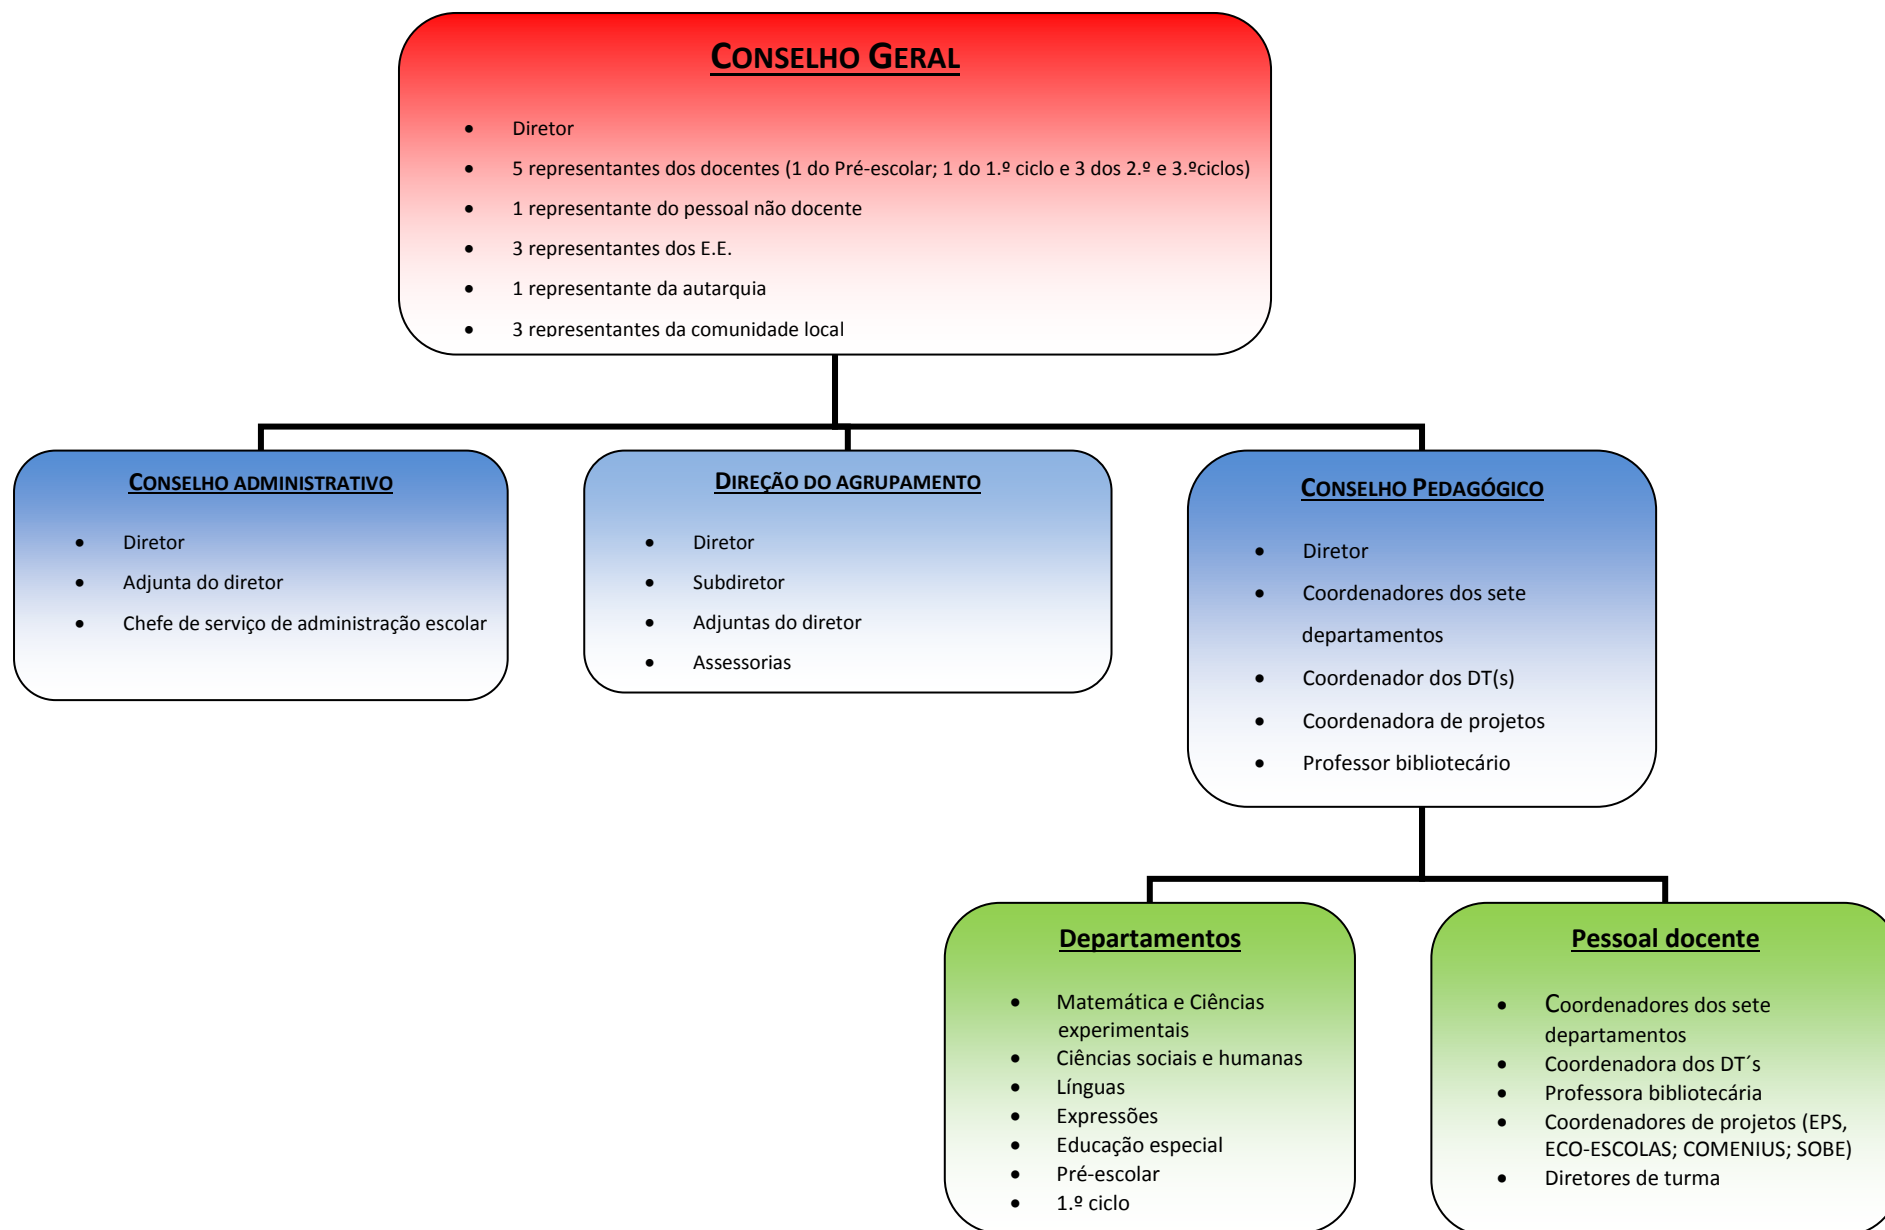 CONSELHO GERAL
• Diretor
• 5 representantes dos docentes (1 do Pré-escolar; 1 do 1.º ciclo e 3 dos 2.º e 3.ºciclos)
• 1 representante do pessoal não docente
• 3 representantes dos E.E.
• 1 representante da autarquia
• 3 representantes da comunidade local
CONSELHO ADMINISTRATIVO
• Diretor
• Adjunta do diretor
• Chefe de serviço de administração escolar
DIREÇÃO DO AGRUPAMENTO
• Diretor
• Subdiretor
• Adjuntas do diretor
• Assessorias
CONSELHO PEDAGÓGICO
• Diretor
• Coordenadores dos sete
departamentos
• Coordenador dos DT(s)
• Coordenadora de projetos
• Professor bibliotecário
Departamentos
• Matemática e Ciências
experimentais
• Ciências sociais e humanas
• Línguas
• Expressões
• Educação especial
• Pré-escolar
• 1.º ciclo
Pessoal docente
• Coordenadores dos sete
departamentos
• Coordenadora dos DT´s
• Professora bibliotecária
• Coordenadores de projetos (EPS,
ECO-ESCOLAS; COMENIUS; SOBE)
• Diretores de turma